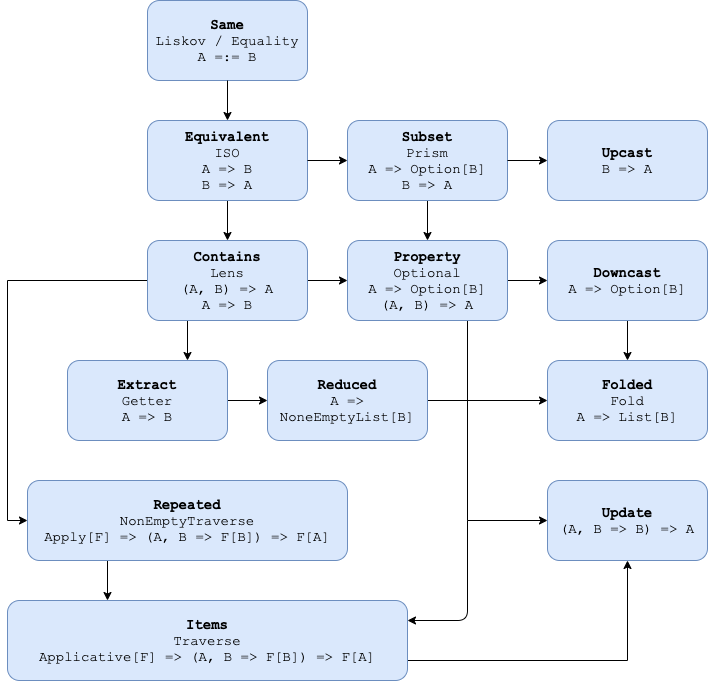 Same
Liskov / Equality
A =:= B
Equivalent
ISO
A => B
B => A
Subset
Prism
A => Option[B]
B => A
Upcast
B => A
Contains
Lens
(A, B) => A
A => B
Property
Optional
A => Option[B]
(A, B) => A
Downcast
A => Option[B]
Extract
Getter
A => B
Reduced
A =>
NoneEmptyList[B]
Folded
Fold
A => List[B]
Repeated
NonEmptyTraverse
Apply[F] => (A, B => F[B]) => F[A]
Update
(A, B => B) => A
Items
Traverse
Applicative[F] => (A, B => F[B]) => F[A]